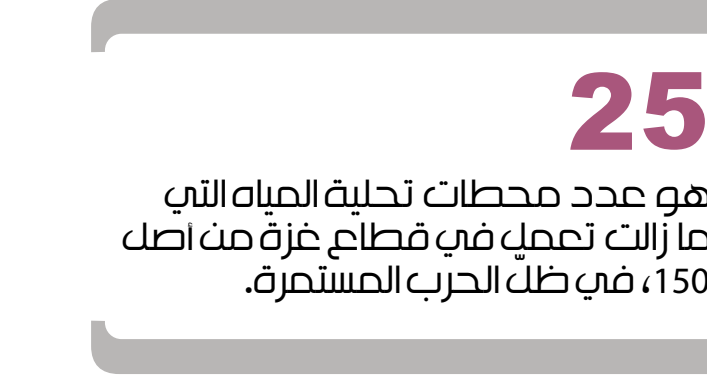 25
هو عدد محطات تحلية المياه التي
ما زالت تعمل في قطاع غزة من أصل
150، في ظلّ الحرب المستمرة.